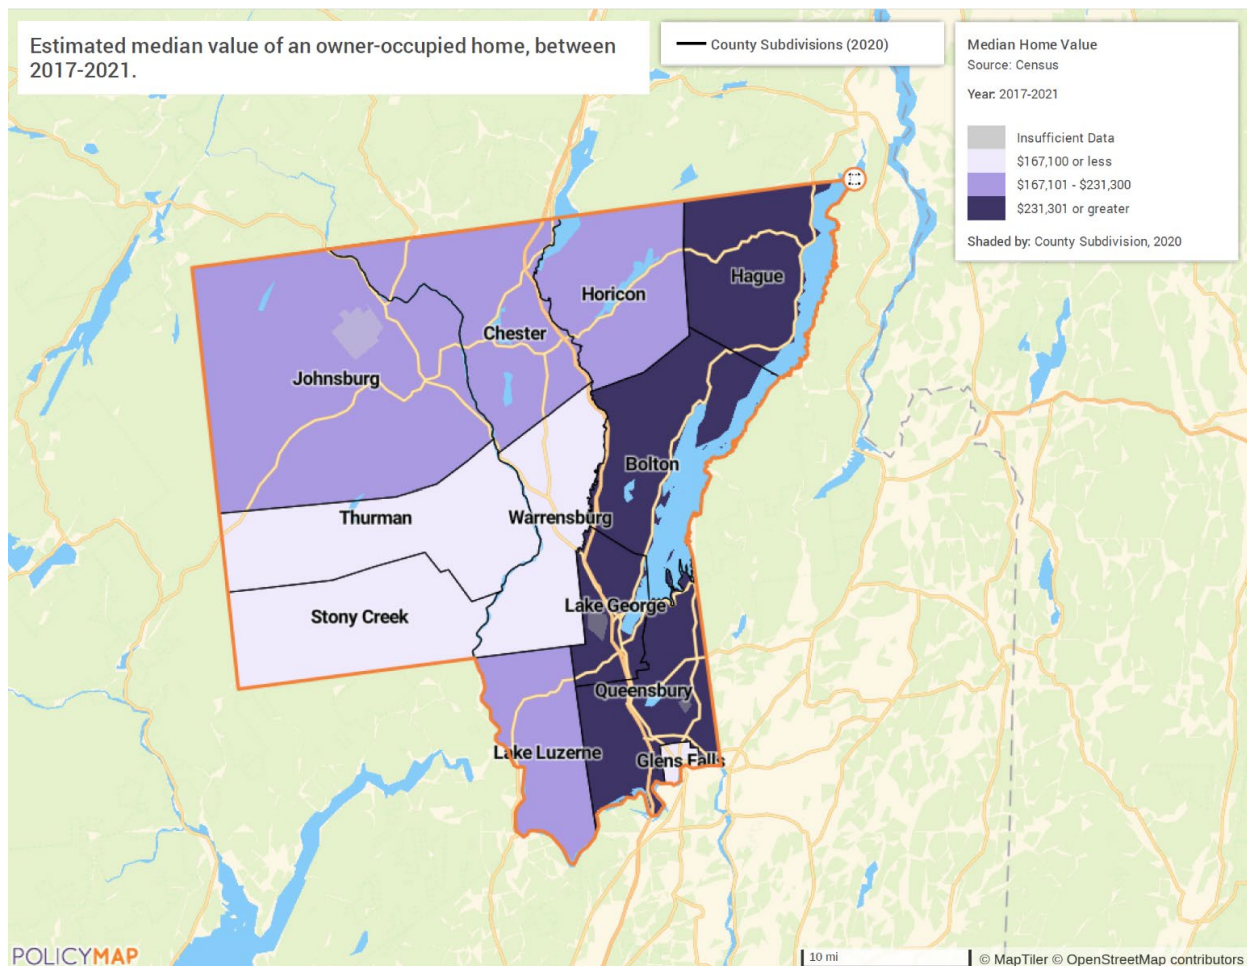 Estimated median value of an owner-occupied home, between
2017-2021.
County Subdivisions (2020)
Median Home Value
Source: Census
Year: 2017-2021
Insufficient Data
$167,100 or less
$167,101 - $231,300
$231,301 or greater
Shaded by: County Subdivision, 2020
Hague
Horicon
Chester
Johnsburg
Bolton
Thurman
Warrensburg
Lake George
Stony Creek
Queensbury
Lake Luzerne
Glens Falls
POLICYMAP
10 mi
© MapTiler © OpenStreetMap contributors